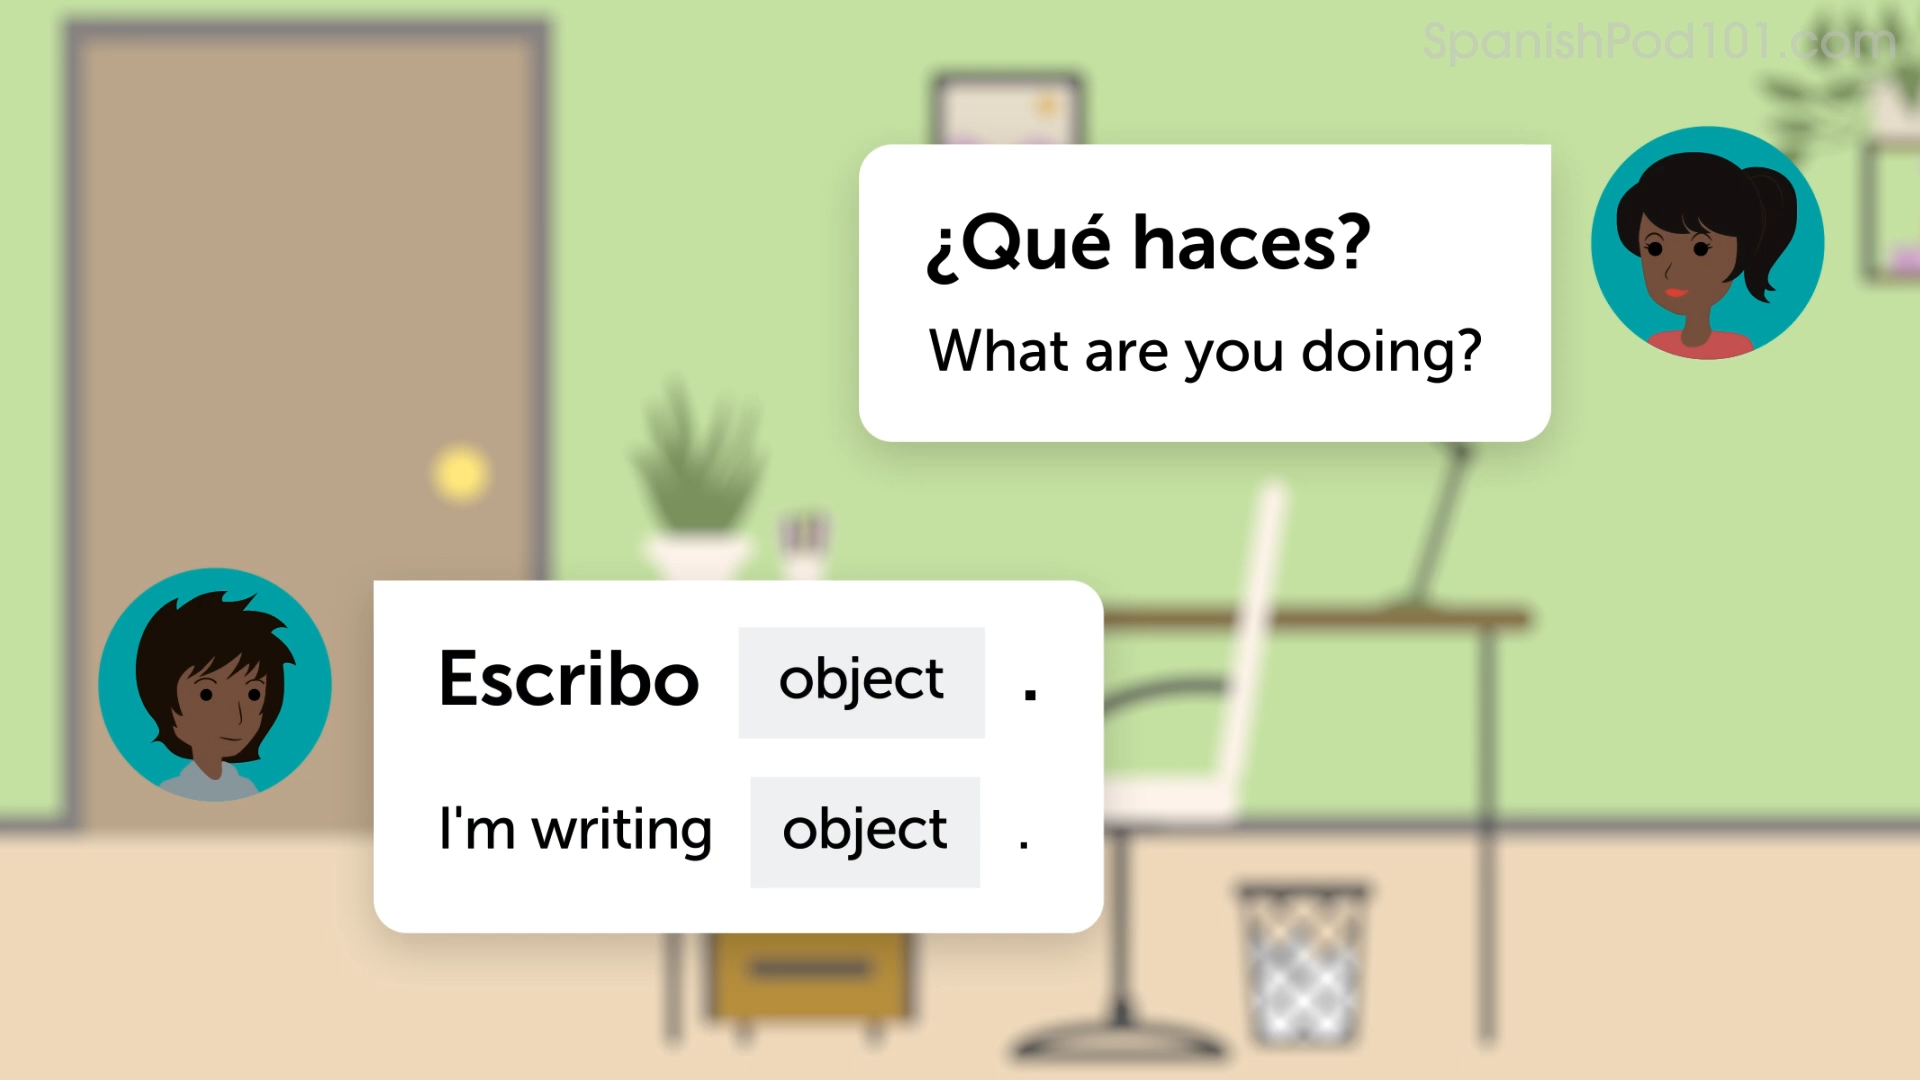 SpanishPod101.com
¿Qué haces?
What are you doing?
Escribo object .
I'm writing object .